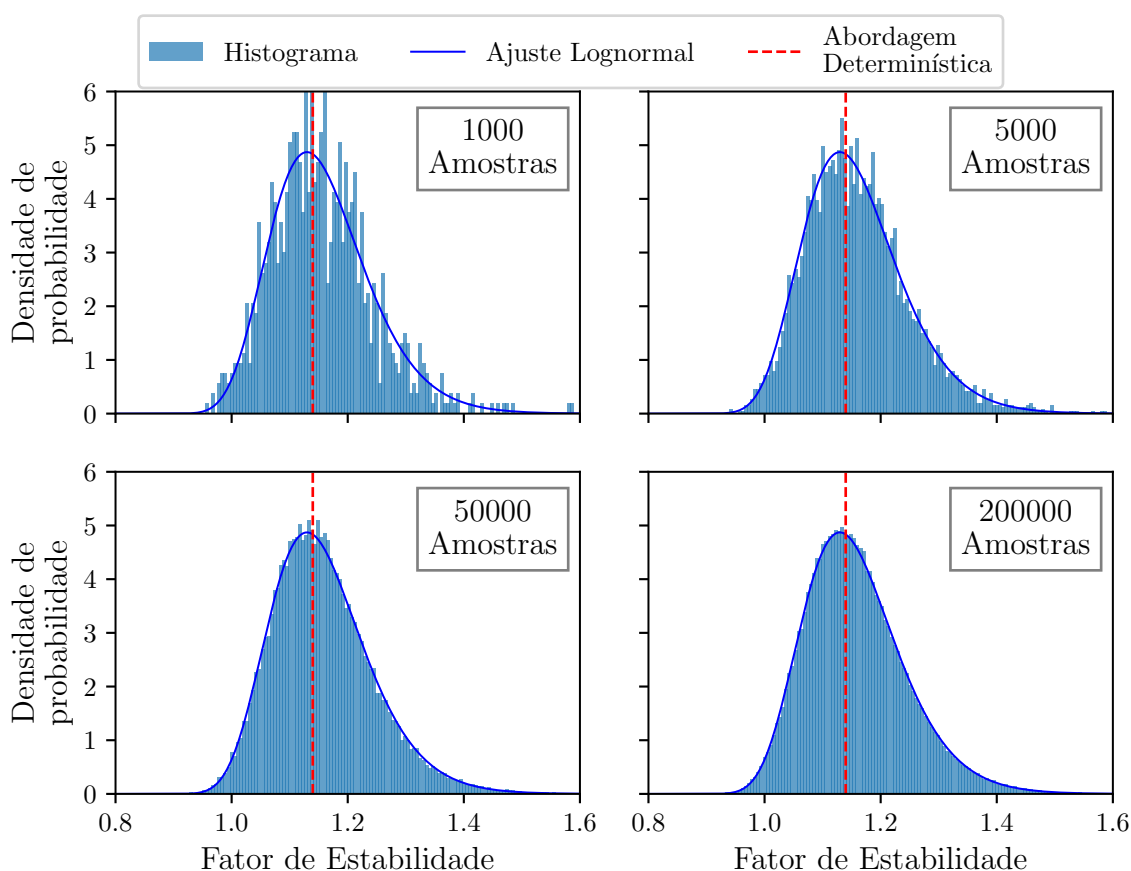 Histograma
Ajuste Lognormal
Abordagem
Determinística
6
5
4
3
2
1
0
Densidade de
probabilidade
1000
Amostras
0.8 1.0 1.2 1.4 1.6
5000
Amostras
6
5
4
3
2
1
0
0.8 1.0 1.2 1.4 1.6
Densidade de
probabilidade
50000
Amostras
200000
Amostras
Fator de Estabilidade
Fator de Estabilidade